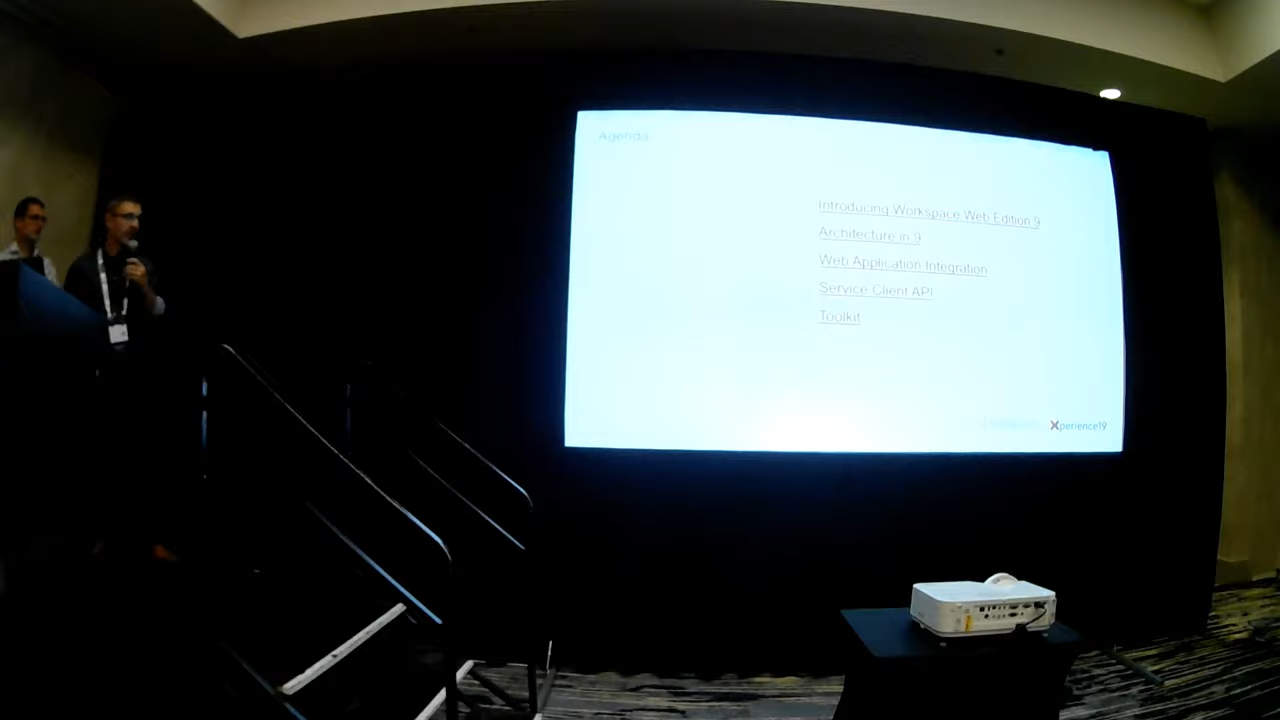 Agenda
Introducing Workspace Web Edition 9
Architecture in 9
Web Application Integration
Service Client API
Toolkit
Xperience19